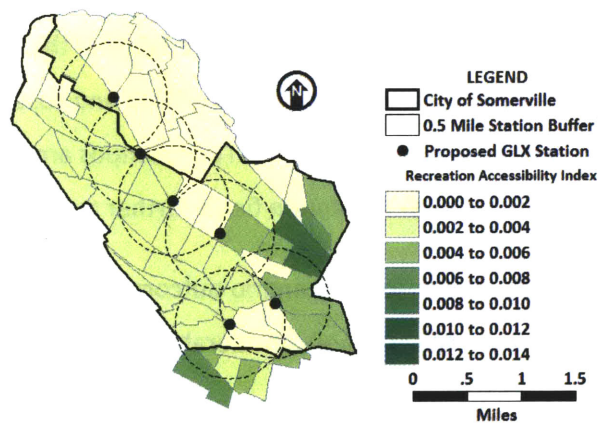 N
LEGEND
City of Somerville
0.5 Mile Station Buffer
Proposed GLX Station
Recreation Accessibility Index
0.000 to 0.002
0.002 to 0.004
0.004 to 0.006
0.006 to 0.008
0.008 to 0.010
0.010 to 0.012
0.012 to 0.014
0 .5 1 1.5
Miles